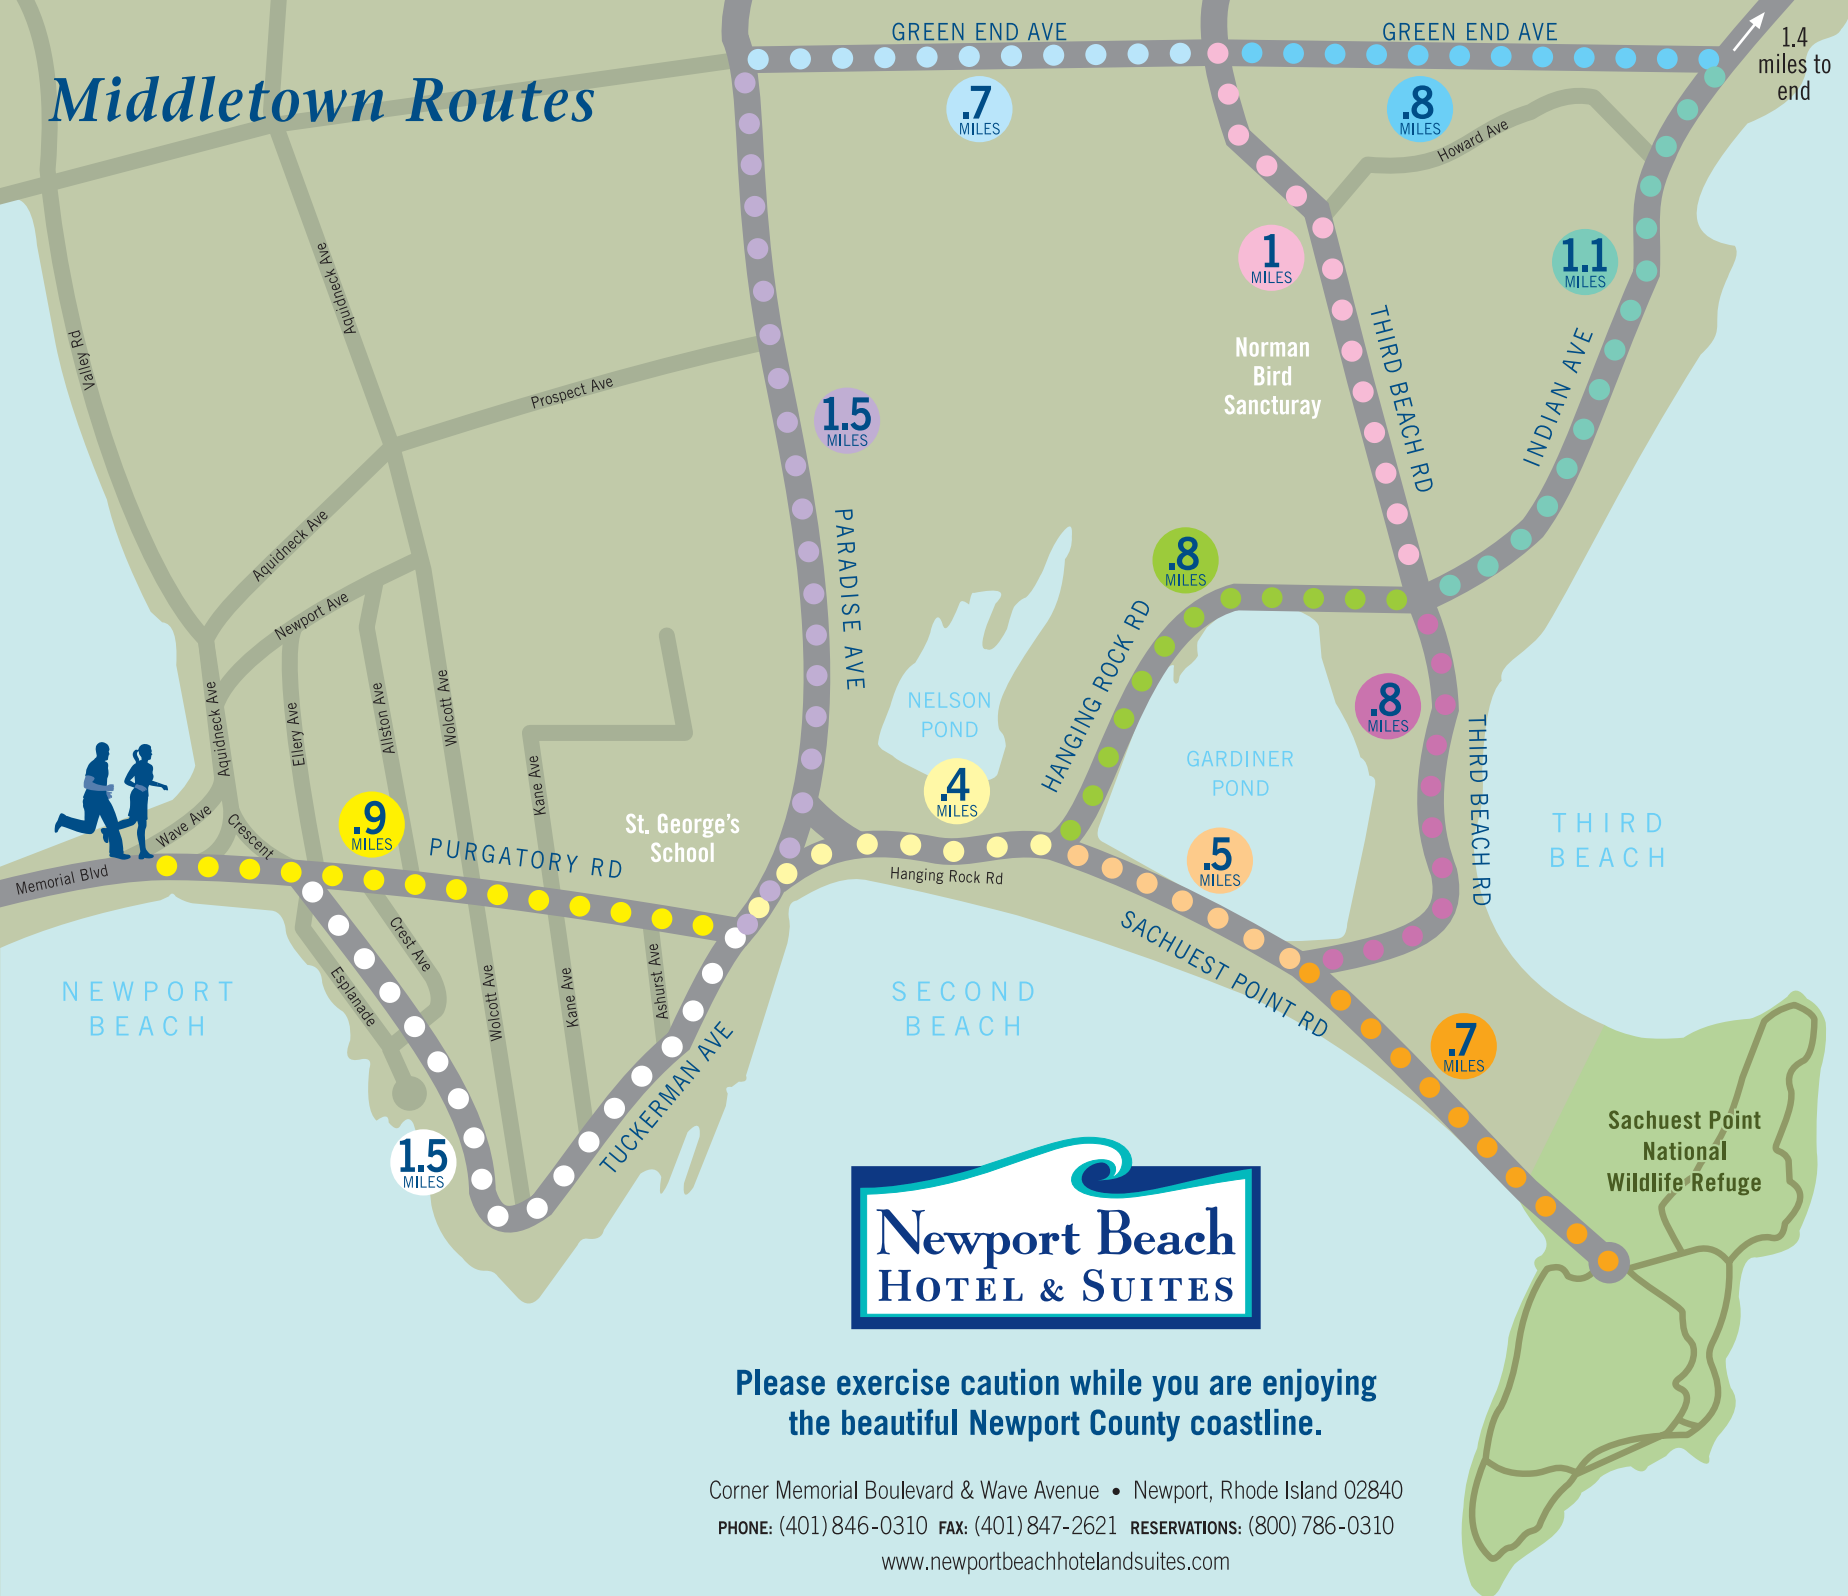 Middletown Routes
GREEN END AVE
GREEN END AVE
1.4
miles to
end
.7
MILES
.8
MILES
Howard Ave
1
MILES
1.1
MILES
Aquidneck Ave
Valley Rd
Norman
Bird
Sancturay
THIRD BEACH RD
INDIAN AVE
Prospect Ave
1.5
MILES
PARADISE AVE
Aquidneck Ave
Newport Ave
.8
MILES
HANGING ROCK RD
NELSON
POND
Aquidneck Ave
Ellery Ave
Allston Ave
Wolcott Ave
Kane Ave
.8
MILES
THIRD BEACH RD
GARDINER
POND
.4
MILES
Wave Ave
Crescent
.9
MILES
PURGATORY RD
St. George's
School
THIRD
BEACH
.5
MILES
Memorial Blvd
Hanging Rock Rd
SACHUEST POINT RD
Crest Ave
Esplanade
Wolcott Ave
Kane Ave
Ashurst Ave
NEWPORT
BEACH
SECOND
BEACH
TUCKERMAN AVE
.7
MILES
1.5
MILES
Sachuest Point
National
Wildlife Refuge
Newport Beach
Hotel & Suites
Please exercise caution while you are enjoying
the beautiful Newport County coastline.
Corner Memorial Boulevard & Wave Avenue • Newport, Rhode Island 02840
PHONE: (401) 846-0310 FAX: (401) 847-2621 RESERVATIONS: (800) 786-0310
www.newportbeachhotelandsuites.com